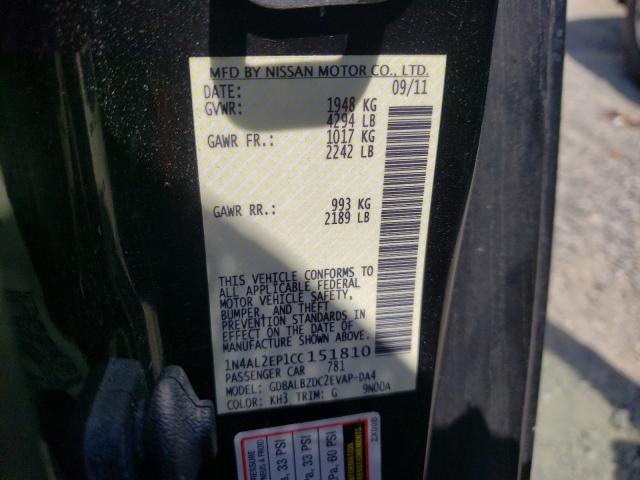 MFD BY NISSAN MOTOR CO., LTD.
DATE: 09/11
GVWR: 1948 KG
4294 LB
GAWR FR.: 1017 KG
2242 LB
GAWR RR.: 993 KG
2189 LB
THIS VEHICLE CONFORMS TO
ALL APPLICABLE FEDERAL
MOTOR VEHICLE SAFETY,
BUMPER, AND THEFT
PREVENTION STANDARDS IN
EFFECT ON THE DATE OF
MANUFACTURE SHOWN ABOVE.
1N4AL2EP1CC151810
PASSENGER CAR 781
MODEL: GDBALBZDC2EVAP-DA4
COLOR: KH3 TRIM: G 9N00A
33 PSI
33 PSI
60 PSI